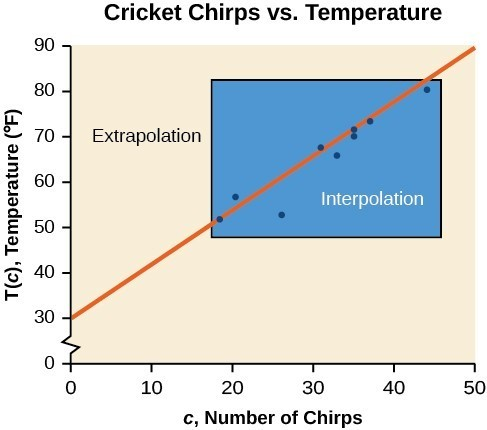 Cricket Chirps vs. Temperature
T(c), Temperature (°F)
90
80
70
60
50
40
30
0
Extrapolation
Interpolation
0 10 20 30 40 50
c, Number of Chirps